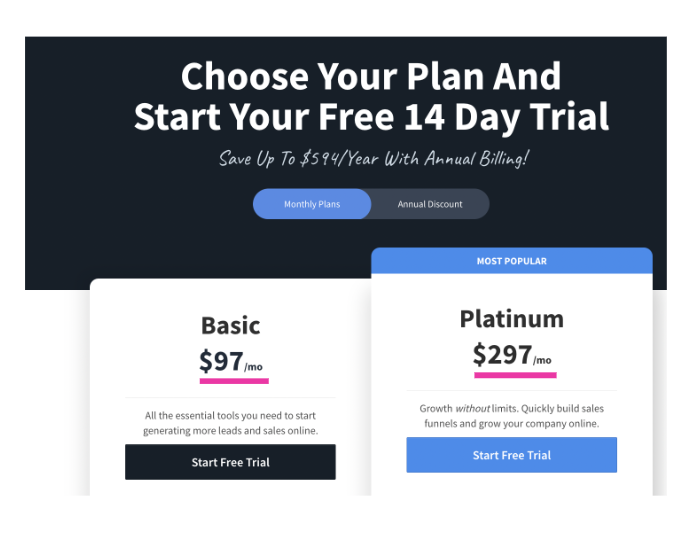 Choose Your Plan And
Start Your Free 14 Day Trial
Save Up To $594/Year With Annual Billing!
Monthly Plans
Annual Discount
Basic
$97/mo
All the essential tools you need to start
generating more leads and sales online.
Start Free Trial
MOST POPULAR
Platinum
$297/mo
Growth without limits. Quickly build sales
funnels and grow your company online.
Start Free Trial